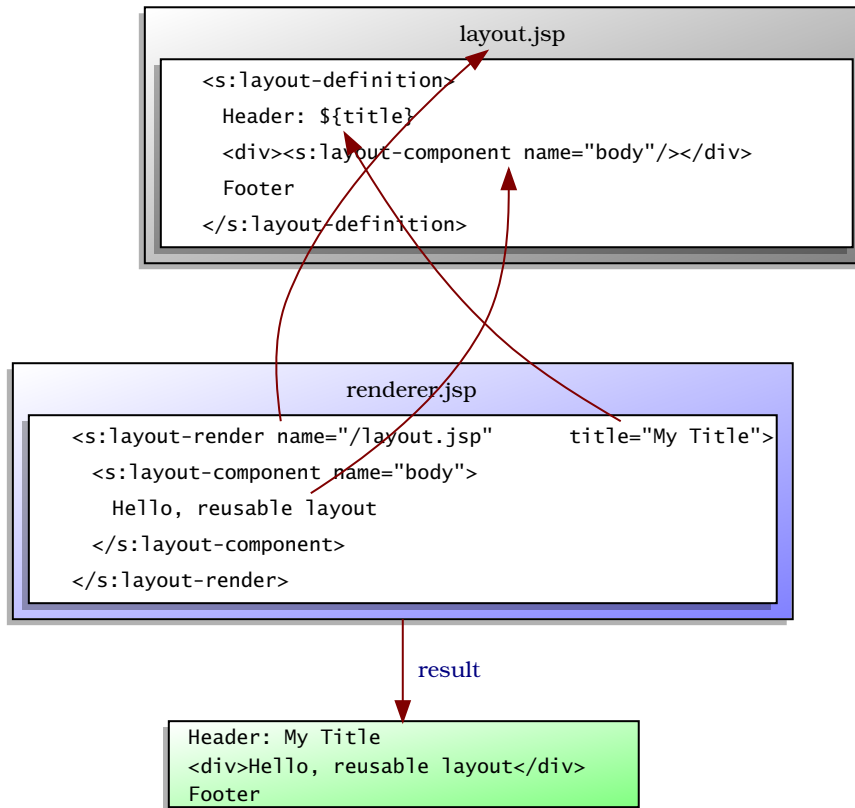 layout.jsp
<s:layout-definition>
Header: ${title}
<div><s:layout-component name="body"/></div>
Footer
</s:layout-definition>
renderer.jsp
<s:layout-render name="/layout.jsp" title="My Title">
<s:layout-component name="body">
Hello, reusable layout
</s:layout-component>
</s:layout-render>
result
Header: My Title
<div>Hello, reusable layout</div>
Footer